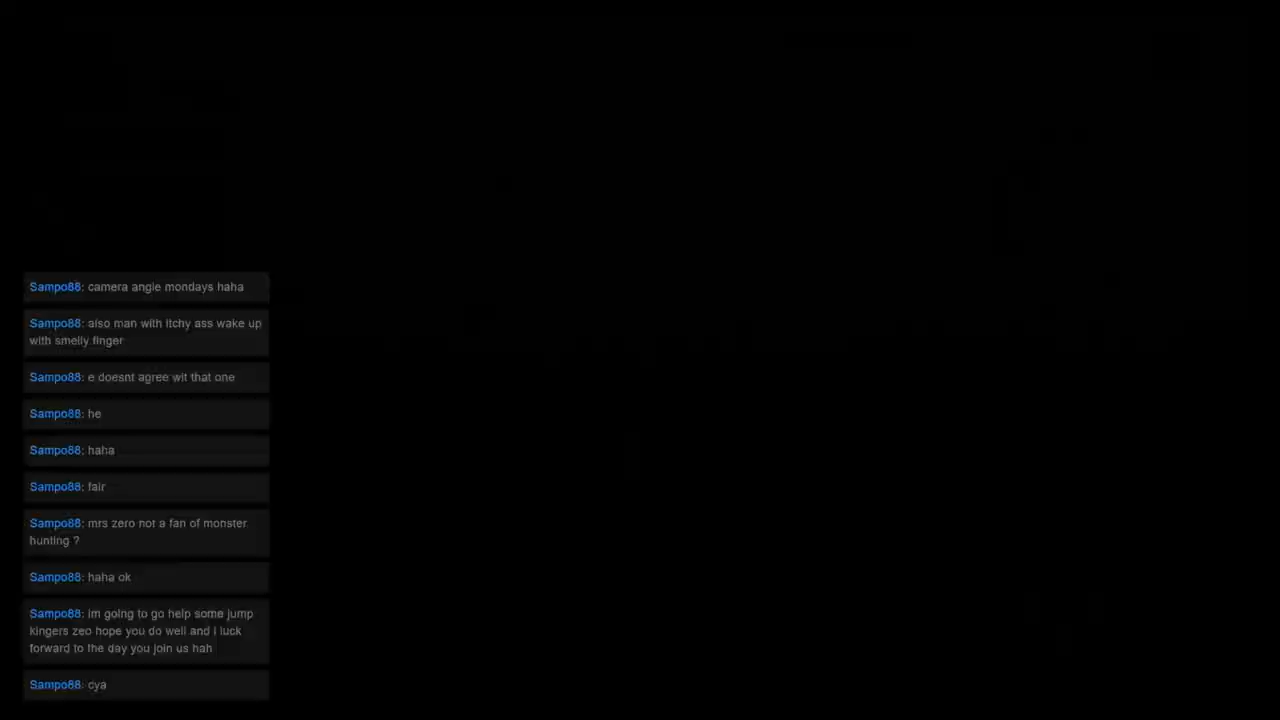 Sampo88: camera angle mondays haha
Sampo88: also man with itchy ass wake up
with smelly finger
Sampo88: e doesnt agree wit that one
Sampo88: he
Sampo88: haha
Sampo88: fair
Sampo88: mrs zero not a fan of monster
hunting ?
Sampo88: haha ok
Sampo88: im going to go help some jump
kingers zeo hope you do well and i luck
forward to the day you join us hah
Sampo88: cya